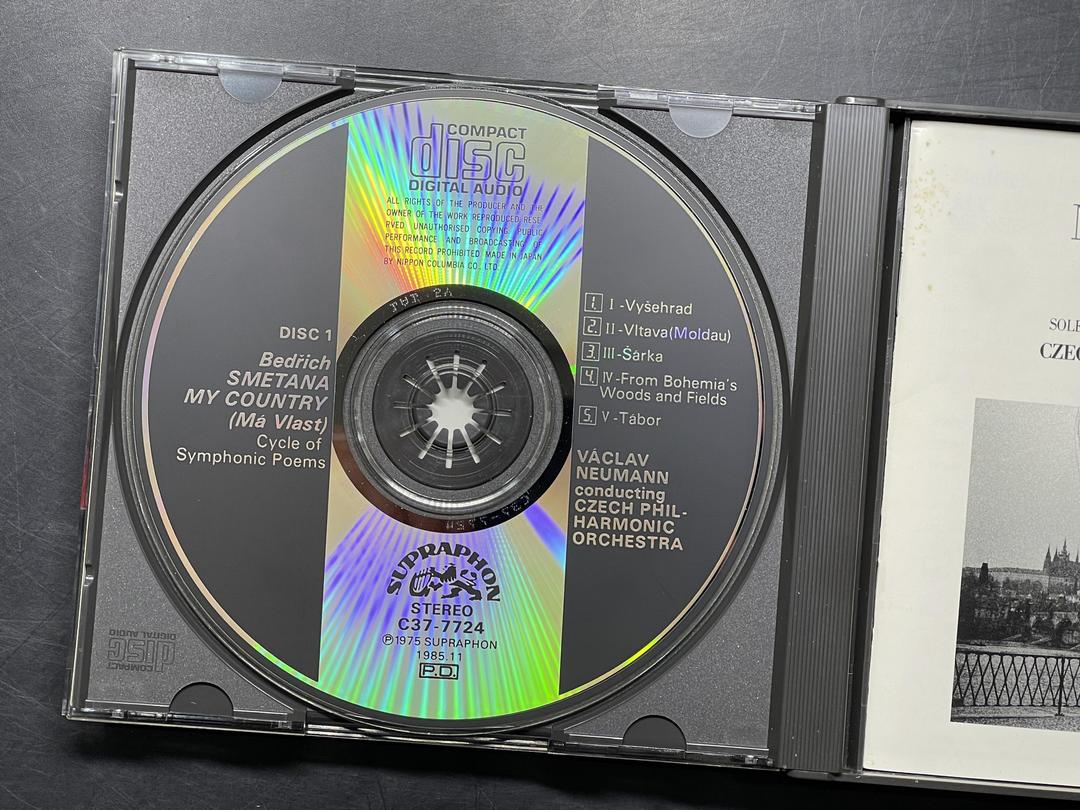 COMPACT
disc
DIGITAL AUDIO
ALL RIGHTS OF THE PRODUCER AND THE
OWNER OF THE WORK REPRODUCED RESE
RVED UNAUTHORISED COPYING PUBLIC
PERFORMANCE AND BROADCASTING OF
THIS RECORD PROHIBITED MADE IN JAPAN
BY NIPPON COLUMBIA CO., LTD.
DISC 1
Bedřich
SMETANA
MY COUNTRY
(Má Vlast)
Cycle of
Symphonic Poems
1. I -Vyšehrad
2. II -Vltava(Moldau)
3. III -Šárka
4. IV -From Bohemia's
Woods and Fields
5. V -Tábor
VÁCLAV
NEUMANN
conducting
CZECH PHIL-
HARMONIC
ORCHESTRA
SUPRAPHON
STEREO
C37-7724
Ⓟ1975 SUPRAPHON
1985.11
P.D.
COMPACT
disc
DIGITAL AUDIO